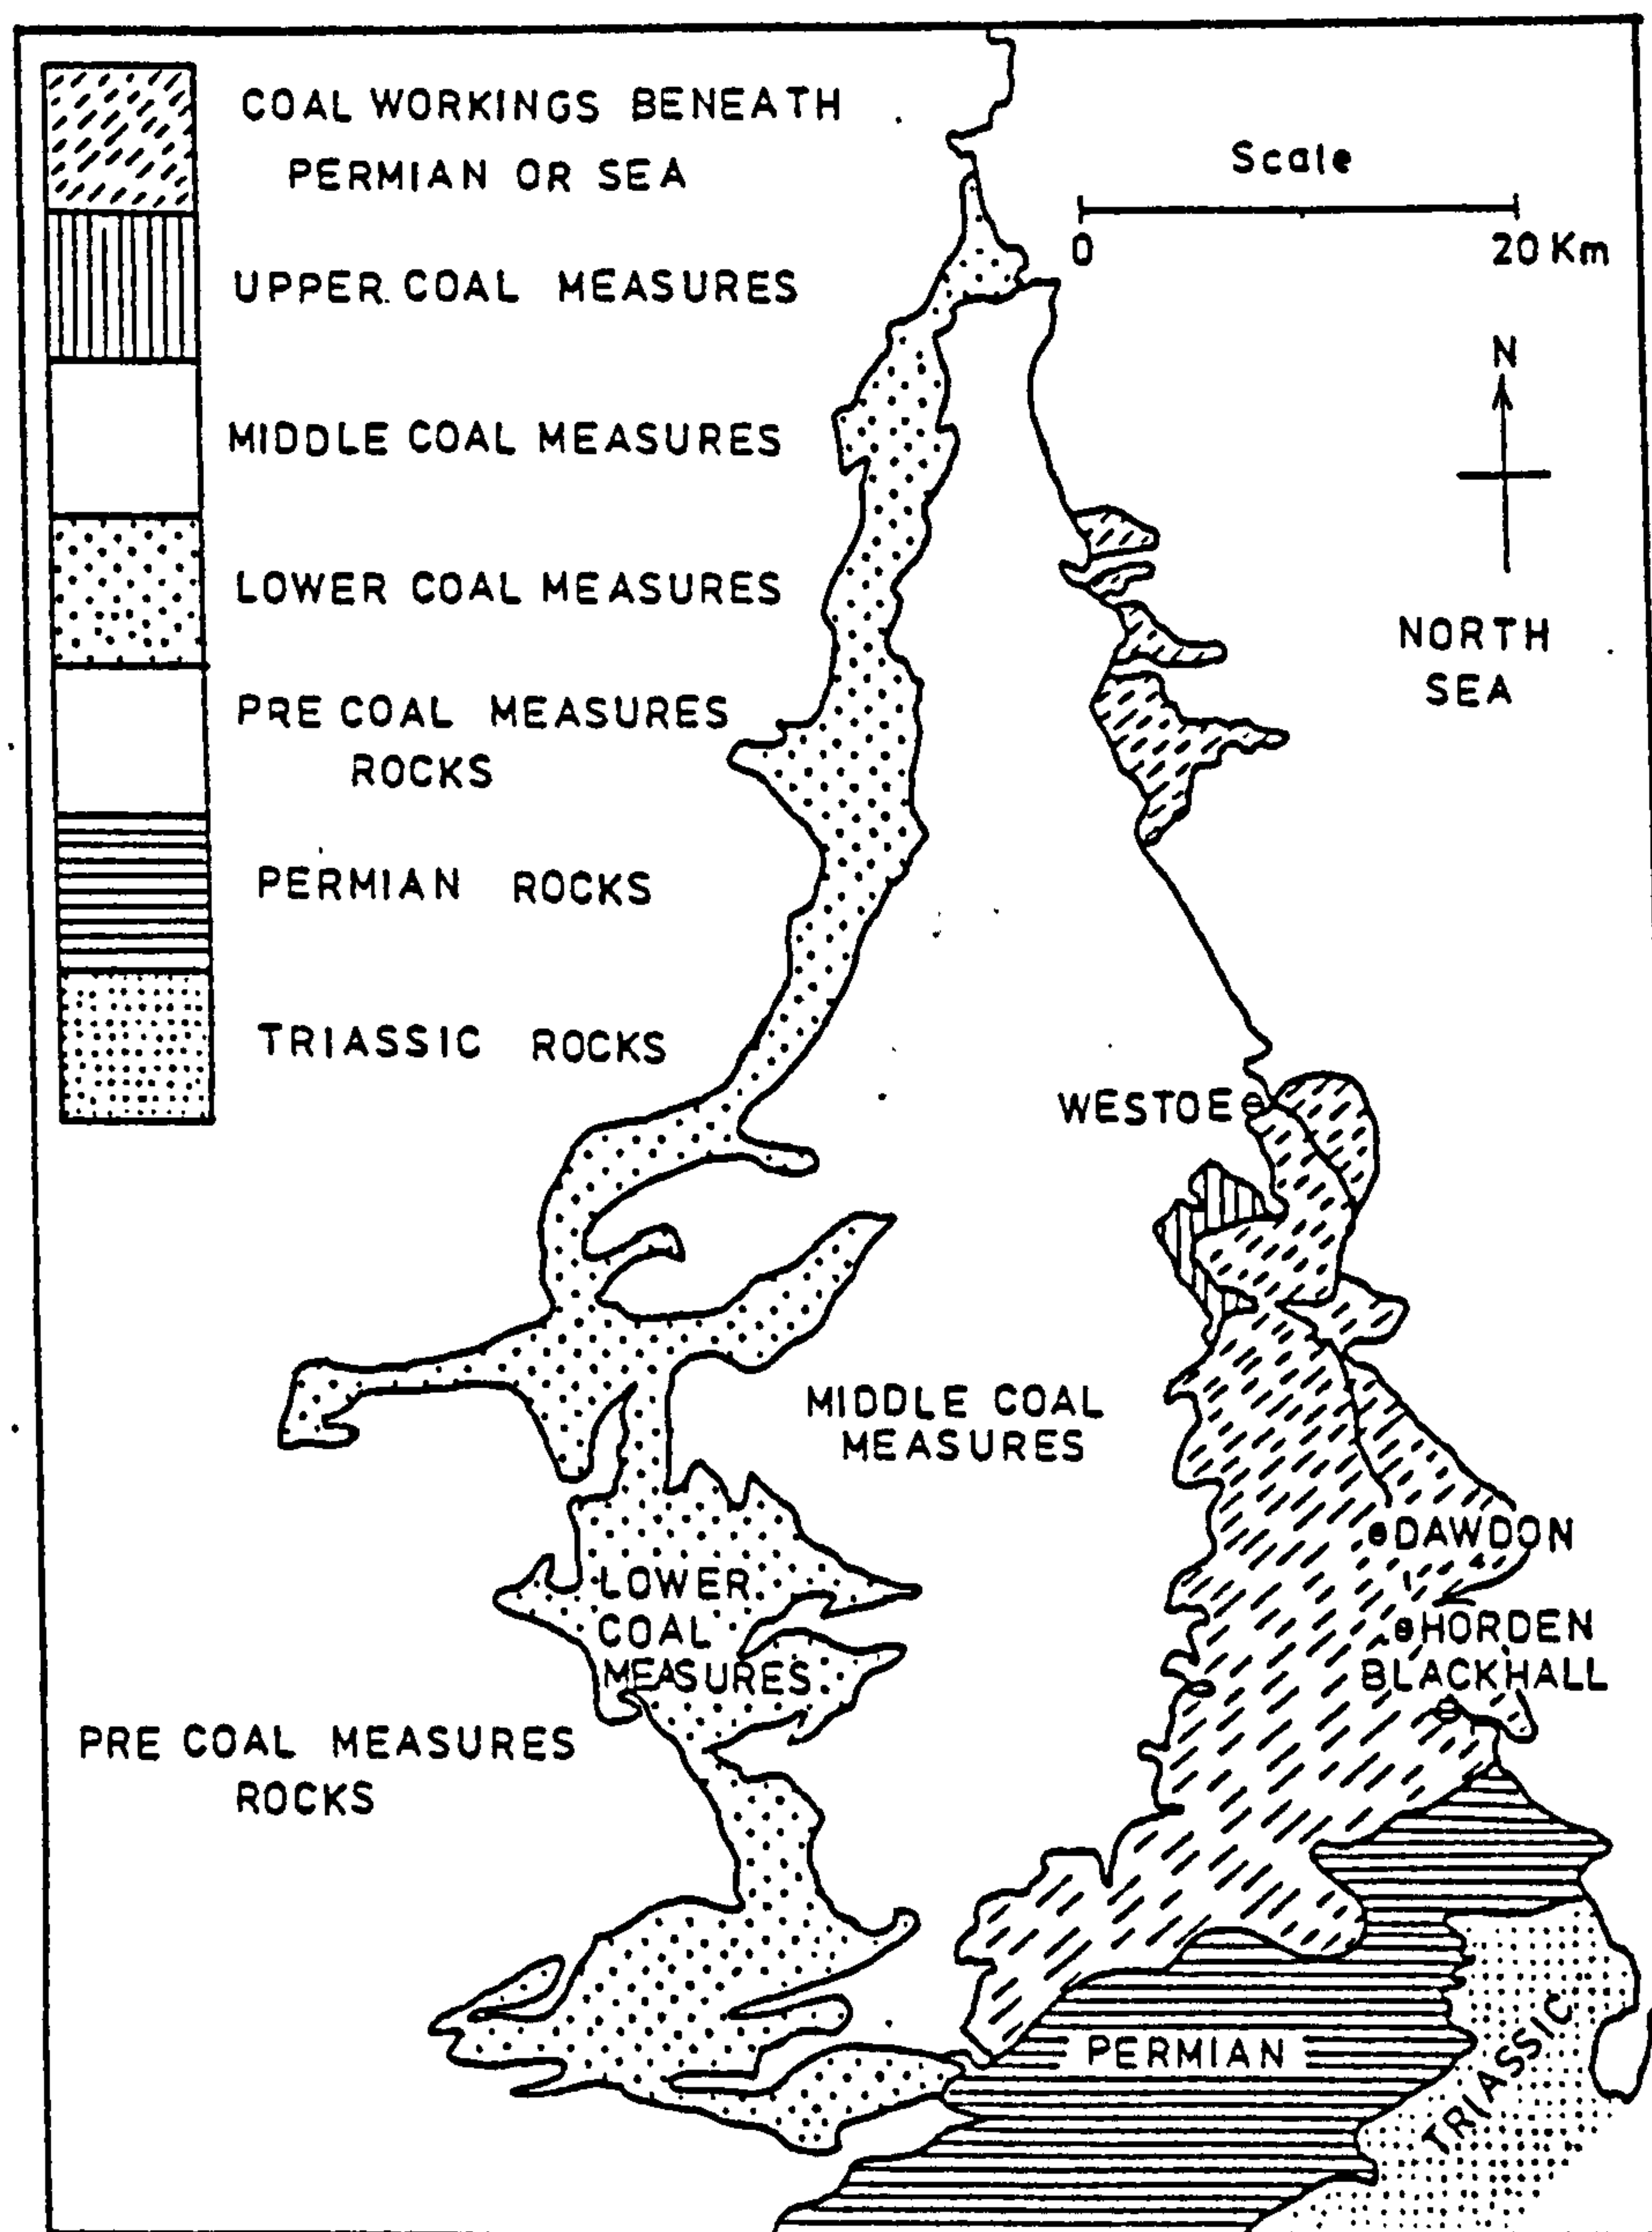 COAL WORKINGS BENEATH
PERMIAN OR SEA
UPPER COAL MEASURES
MIDDLE COAL MEASURES
LOWER COAL MEASURES
PRE COAL MEASURES
ROCKS
PERMIAN ROCKS
TRIASSIC ROCKS
Scale
0
20 Km
N
NORTH
SEA
WESTOE
MIDDLE COAL
MEASURES
DAWDON
LOWER
COAL
MEASURES
HORDEN
BLACKHALL
PRE COAL MEASURES
ROCKS
PERMIAN
TRIASSIC